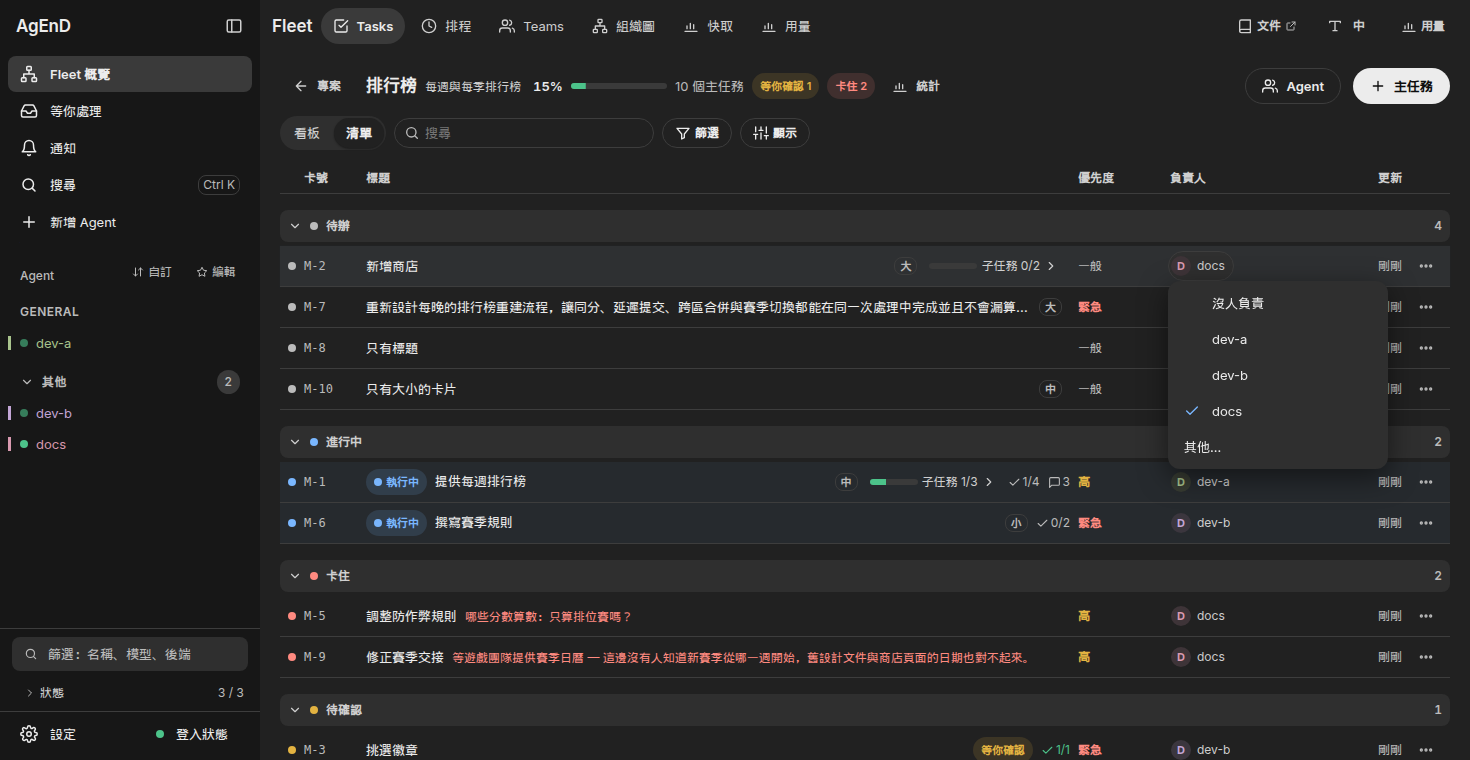 AgEnD
Fleet 概覽
等你處理
通知
搜尋 Ctrl K
新增 Agent
Agent 自訂 編輯
GENERAL
dev-a
其他 2
dev-b
docs
篩選：名稱、模型、後端
狀態 3 / 3
設定 登入狀態
Fleet Tasks 排程 Teams 組織圖 快取 用量 文件 中 用量
專案 排行榜 每週與每季排行榜 15% 10 個主任務 等你確認 1 卡住 2 統計 Agent 主任務
看板 清單 搜尋 篩選 顯示
卡號 標題 優先度 負責人 更新
待辦 4
M-2 新增商店 大 子任務 0/2 一般 D docs 剛剛
M-7 重新設計每晚的排行榜重建流程，讓同分、延遲提交、跨區合併與賽季切換都能在同一次處理中完成並且不會漏算... 大 緊急 剛
M-8 只有標題 一般 剛
M-10 只有大小的卡片 中 一般 剛
沒人負責
dev-a
dev-b
docs
其他...
進行中 2
M-1 執行中 提供每週排行榜 中 子任務 1/3 1/4 3 高 D dev-a 剛剛
M-6 執行中 撰寫賽季規則 小 0/2 緊急 D dev-b 剛剛
卡住 2
M-5 調整防作弊規則 哪些分數算數：只算排位賽嗎？ 高 D docs 剛剛
M-9 修正賽季交接 等遊戲團隊提供賽季日曆 — 這邊沒有人知道新賽季從哪一週開始，舊設計文件與商店頁面的日期也對不起來。 高 D docs 剛剛
待確認 1
M-3 挑選徽章 等你確認 1/1 緊急 D dev-b 剛剛